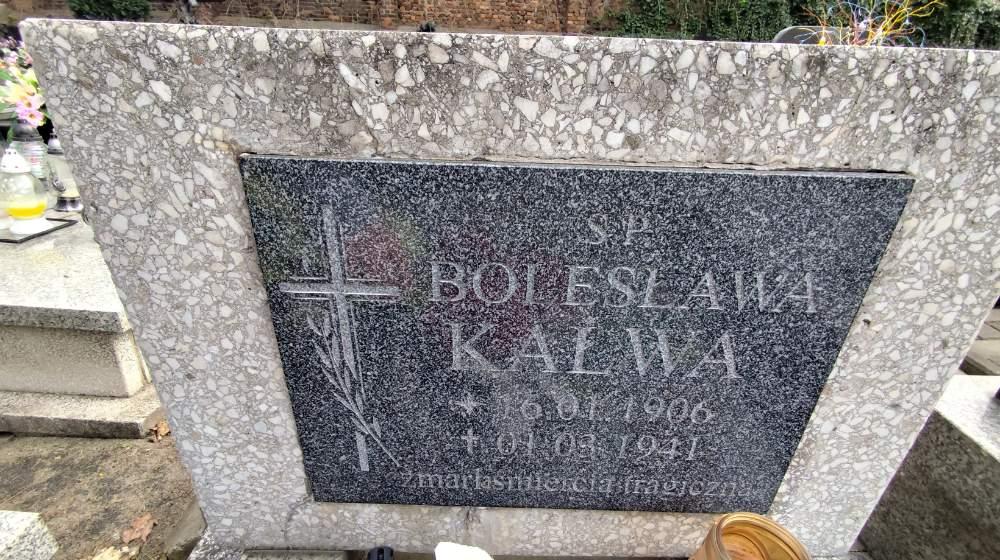 Ś.P.
BOLESŁAWA
KALWA
16.01.1906
01.03.1941
zmarła śmiercią tragiczną